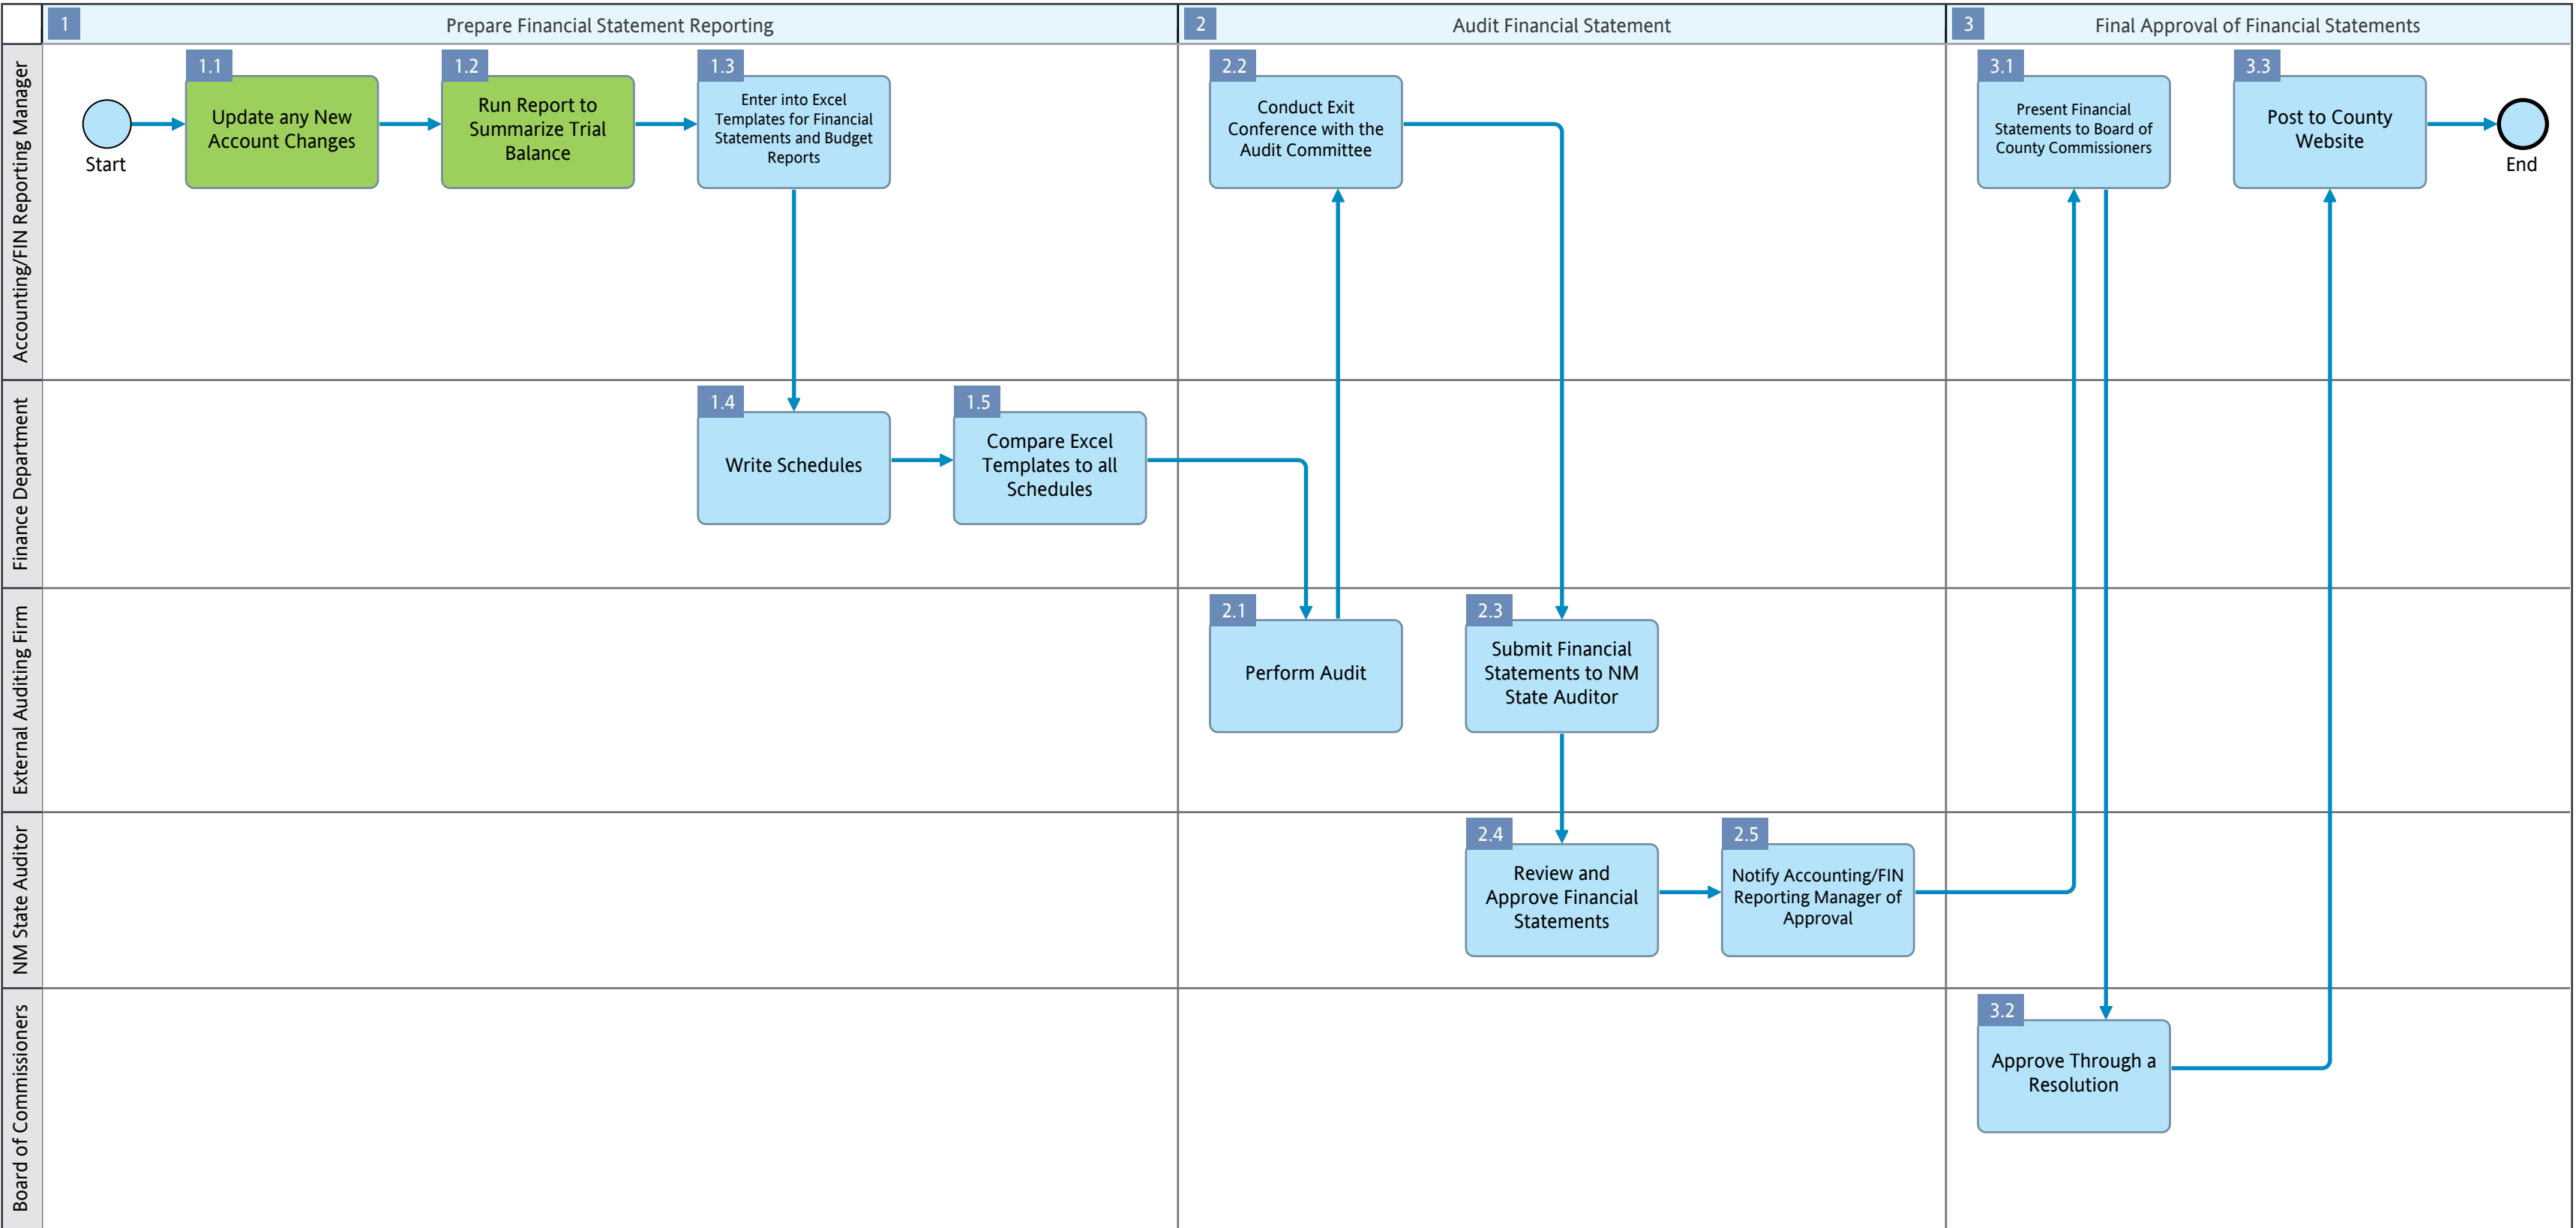 1
Prepare Financial Statement Reporting
2
Audit Financial Statement
3
Final Approval of Financial Statements
Accounting/FIN Reporting Manager
Start
1.1
Update any New
Account Changes
1.2
Run Report to
Summarize Trial
Balance
1.3
Enter into Excel
Templates for Financial
Statements and Budget
Reports
2.2
Conduct Exit
Conference with the
Audit Committee
3.1
Present Financial
Statements to Board of
County Commissioners
3.3
Post to County
Website
End
Finance Department
1.4
Write Schedules
1.5
Compare Excel
Templates to all
Schedules
External Auditing Firm
2.1
Perform Audit
2.3
Submit Financial
Statements to NM
State Auditor
NM State Auditor
2.4
Review and
Approve Financial
Statements
2.5
Notify Accounting/FIN
Reporting Manager of
Approval
Board of Commissioners
3.2
Approve Through a
Resolution